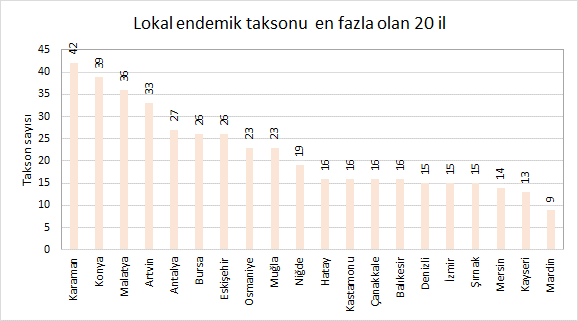 Lokal endemik taksonu  en fazla olan 20 il
Takson sayısı
45
40
35
30
25
20
15
10
5
0
42
39
36
33
27
26
26
23
23
19
16
16
16
16
15
15
15
14
13
9
Karaman
Konya
Malatya
Artvin
Antalya
Bursa
Eskişehir
Osmaniye
Muğla
Niğde
Hatay
Kastamonu
Çanakkale
Balıkesir
Denizli
İzmir
Şırnak
Mersin
Kayseri
Mardin